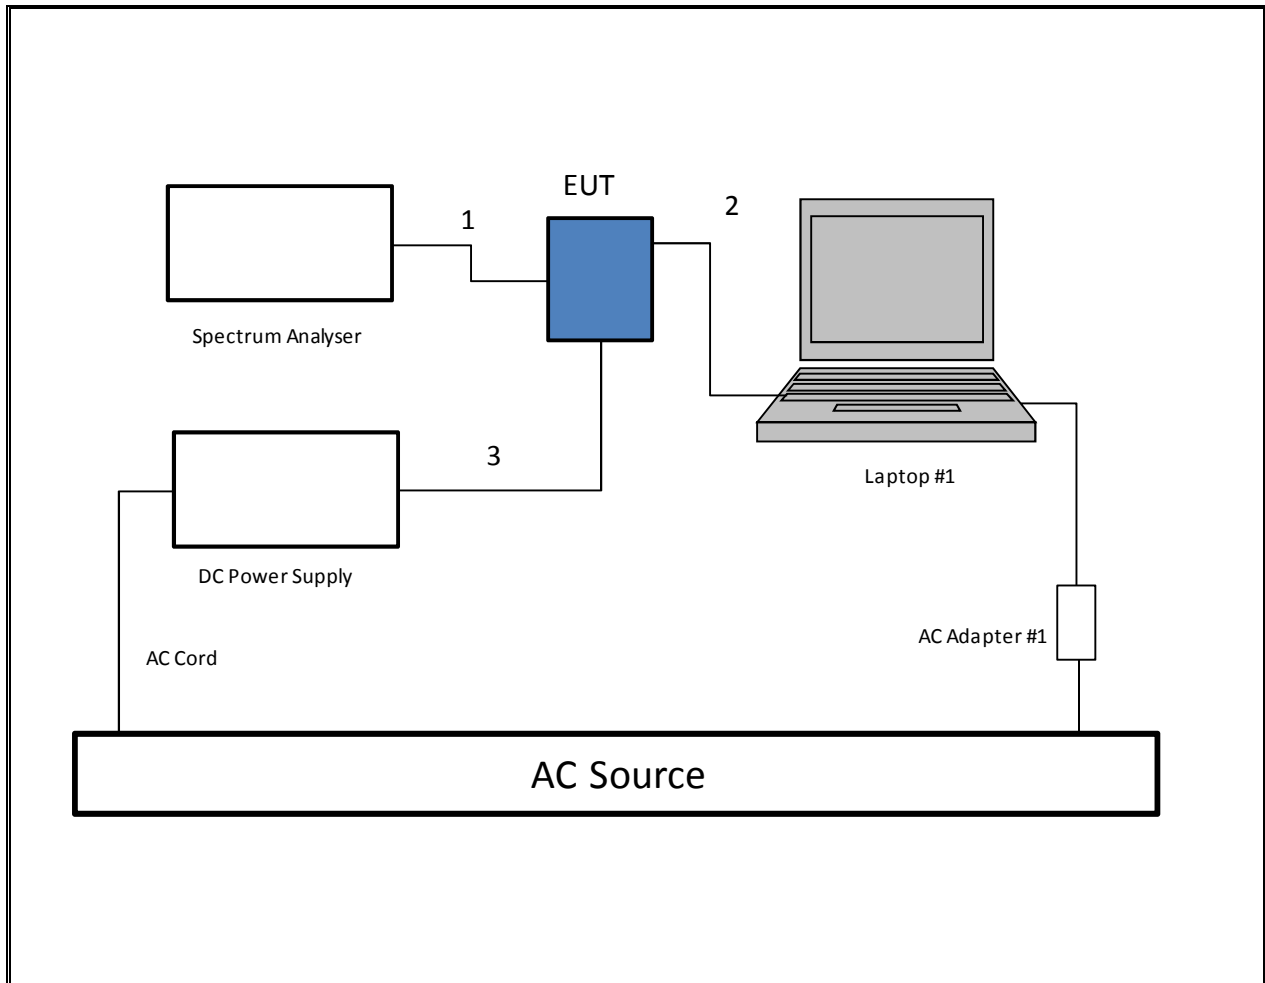 EUT
1
2
Spectrum Analyser
3
Laptop #1
DC Power Supply
AC Adapter #1
AC Cord
AC Source